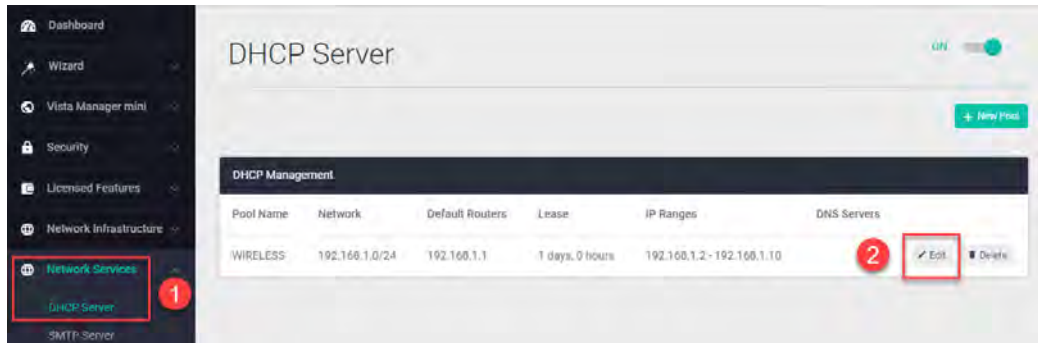 Dashboard
Wizard
Vista Manager mini
Security
Licensed Features
Network Infrastructure
Network Services
DHCP Server
SMTP Server
1
DHCP Server
ON
+ New Pool
DHCP Management
Pool Name Network Default Routers Lease IP Ranges DNS Servers
WIRELESS 192.168.1.0/24 192.168.1.1 1 days, 0 hours 192.168.1.2 - 192.168.1.10 2 Edit Delete